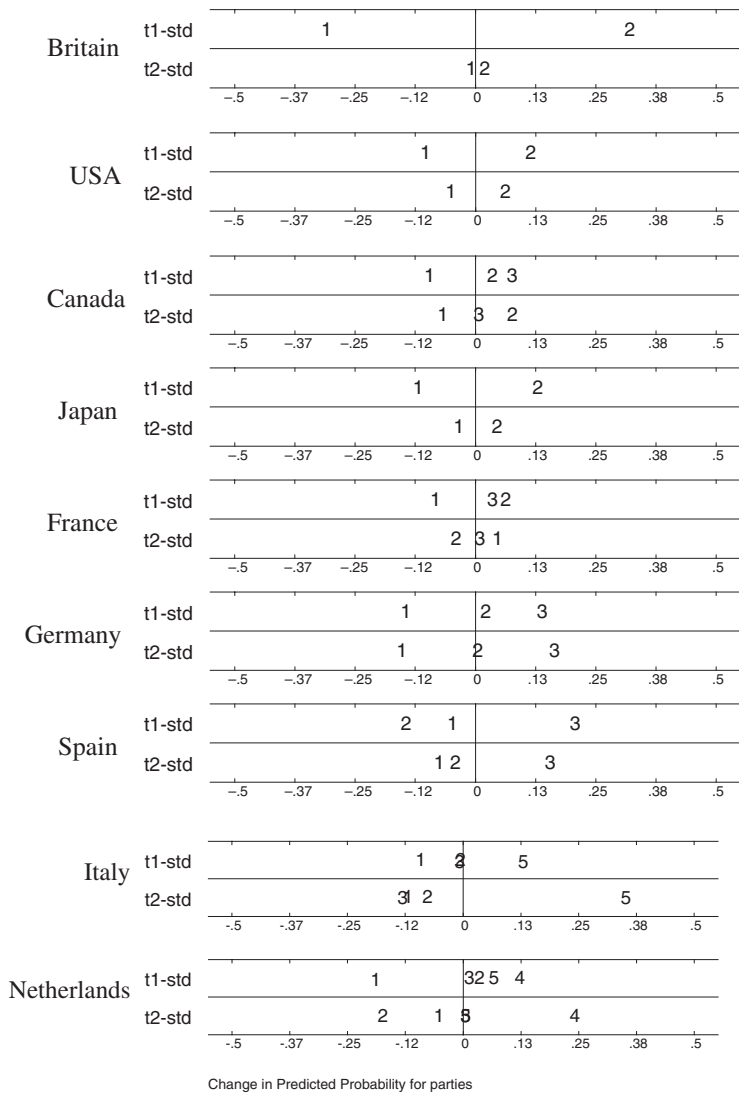 t1-std 1 2
Britain
t2-std 1 2
–.5 –.37 –.25 –.12 0 .13 .25 .38 .5
t1-std 1 2
USA
t2-std 1 2
–.5 –.37 –.25 –.12 0 .13 .25 .38 .5
t1-std 1 2 3
Canada
t2-std 1 3 2
–.5 –.37 –.25 –.12 0 .13 .25 .38 .5
t1-std 1 2
Japan
t2-std 1 2
–.5 –.37 –.25 –.12 0 .13 .25 .38 .5
t1-std 1 3 2
France
t2-std 2 3 1
–.5 –.37 –.25 –.12 0 .13 .25 .38 .5
t1-std 1 2 3
Germany
t2-std 1 2 3
–.5 –.37 –.25 –.12 0 .13 .25 .38 .5
t1-std 2 1 3
Spain
t2-std 1 2 3
–.5 –.37 –.25 –.12 0 .13 .25 .38 .5
t1-std 1 5
Italy
t2-std 3 1 2 5
-.5 -.37 -.25 -.12 0 .13 .25 .38 .5
t1-std 1 3 2 5 4
Netherlands
t2-std 2 1 4
-.5 -.37 -.25 -.12 0 .13 .25 .38 .5
Change in Predicted Probability for parties